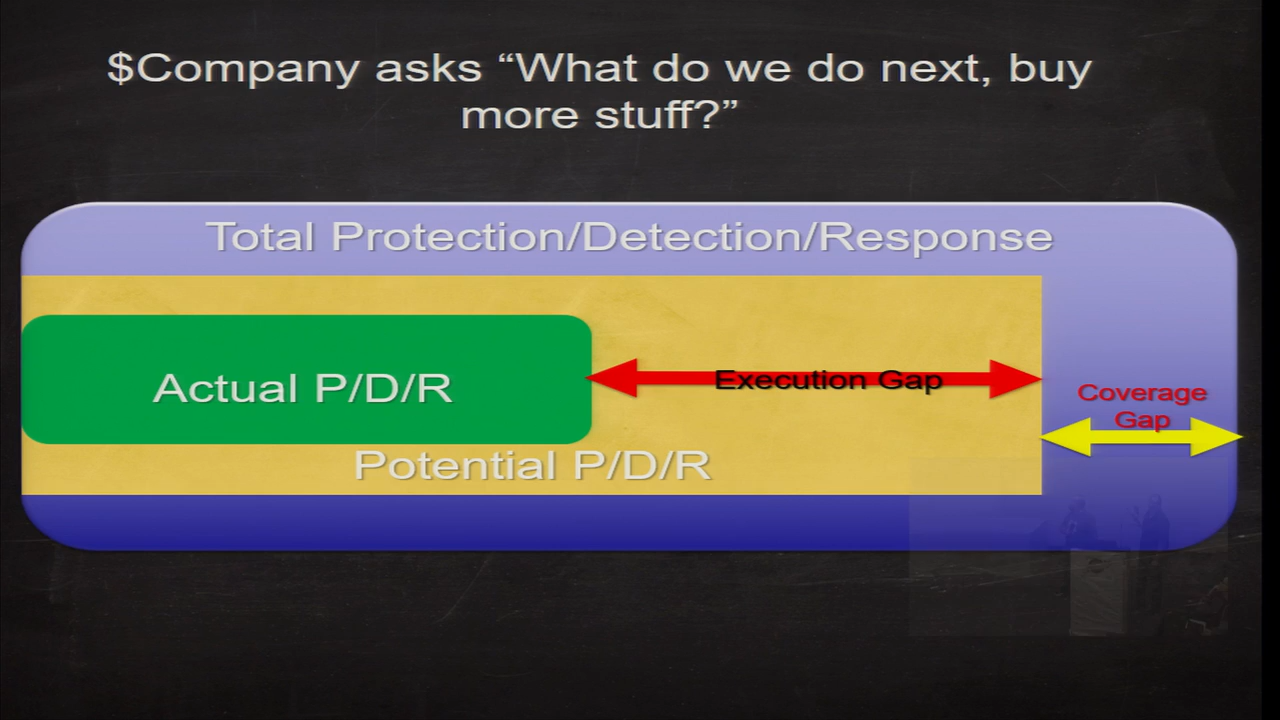 $Company asks “What do we do next, buy
more stuff?”
Total Protection/Detection/Response
Actual P/D/R
Execution Gap
Coverage
Gap
Potential P/D/R